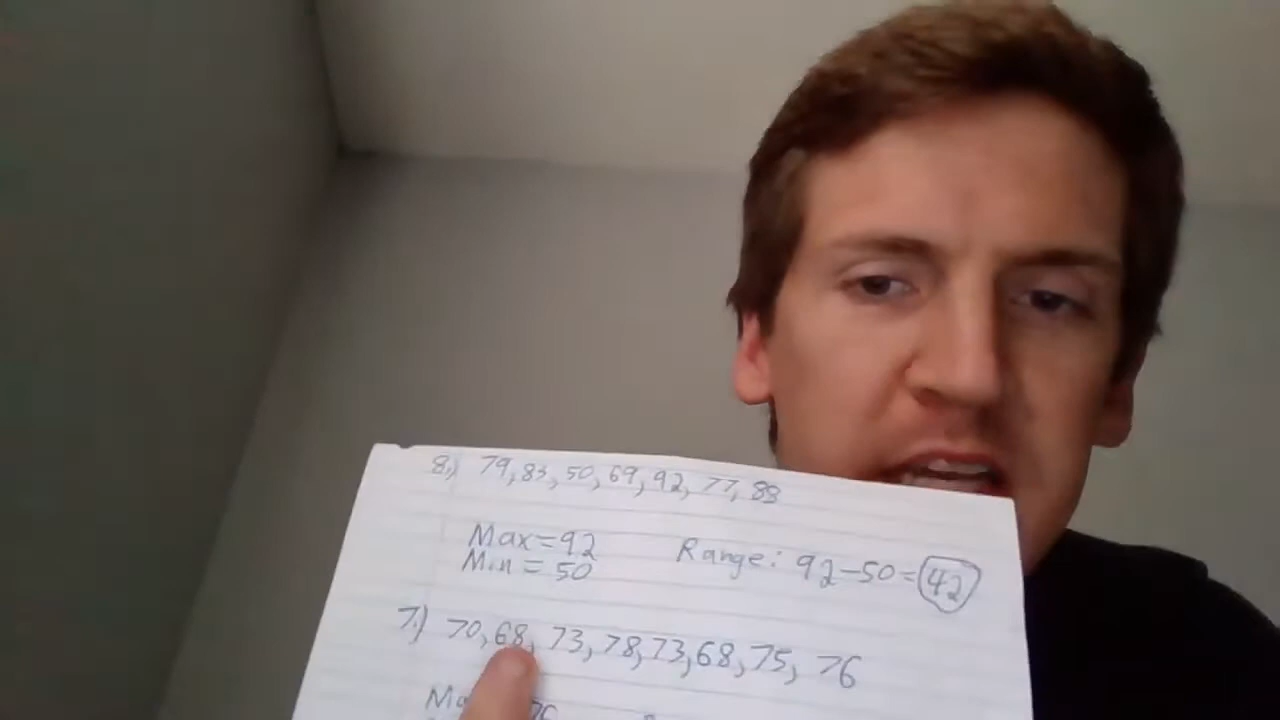 8.) 79, 83, 50, 69, 92, 77, 88
Max=92
Min = 50
Range: 92-50=42
7.) 70, 68, 73, 78, 73, 68, 75, 76